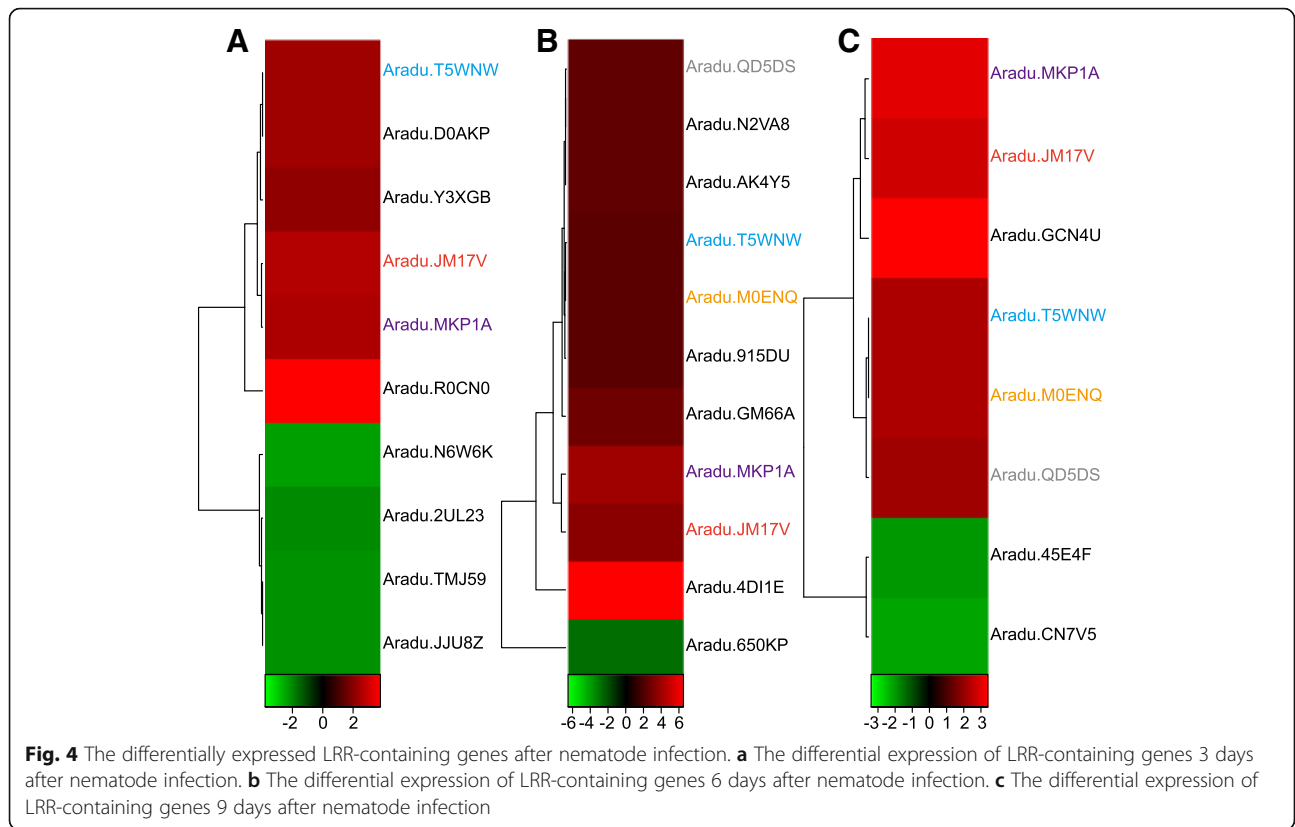 A
Aradu.T5WNW
Aradu.D0AKP
Aradu.Y3XGB
Aradu.JM17V
Aradu.MKP1A
Aradu.R0CN0
Aradu.N6W6K
Aradu.2UL23
Aradu.TMJ59
Aradu.JJU8Z
-2 0 2
B
Aradu.QD5DS
Aradu.N2VA8
Aradu.AK4Y5
Aradu.T5WNW
Aradu.M0ENQ
Aradu.915DU
Aradu.GM66A
Aradu.MKP1A
Aradu.JM17V
Aradu.4DI1E
Aradu.650KP
-6 -4 -2 0 2 4 6
C
Aradu.MKP1A
Aradu.JM17V
Aradu.GCN4U
Aradu.T5WNW
Aradu.M0ENQ
Aradu.QD5DS
Aradu.45E4F
Aradu.CN7V5
-3 -2 -1 0 1 2 3
Fig. 4 The differentially expressed LRR-containing genes after nematode infection. a The differential expression of LRR-containing genes 3 days
after nematode infection. b The differential expression of LRR-containing genes 6 days after nematode infection. c The differential expression of
LRR-containing genes 9 days after nematode infection